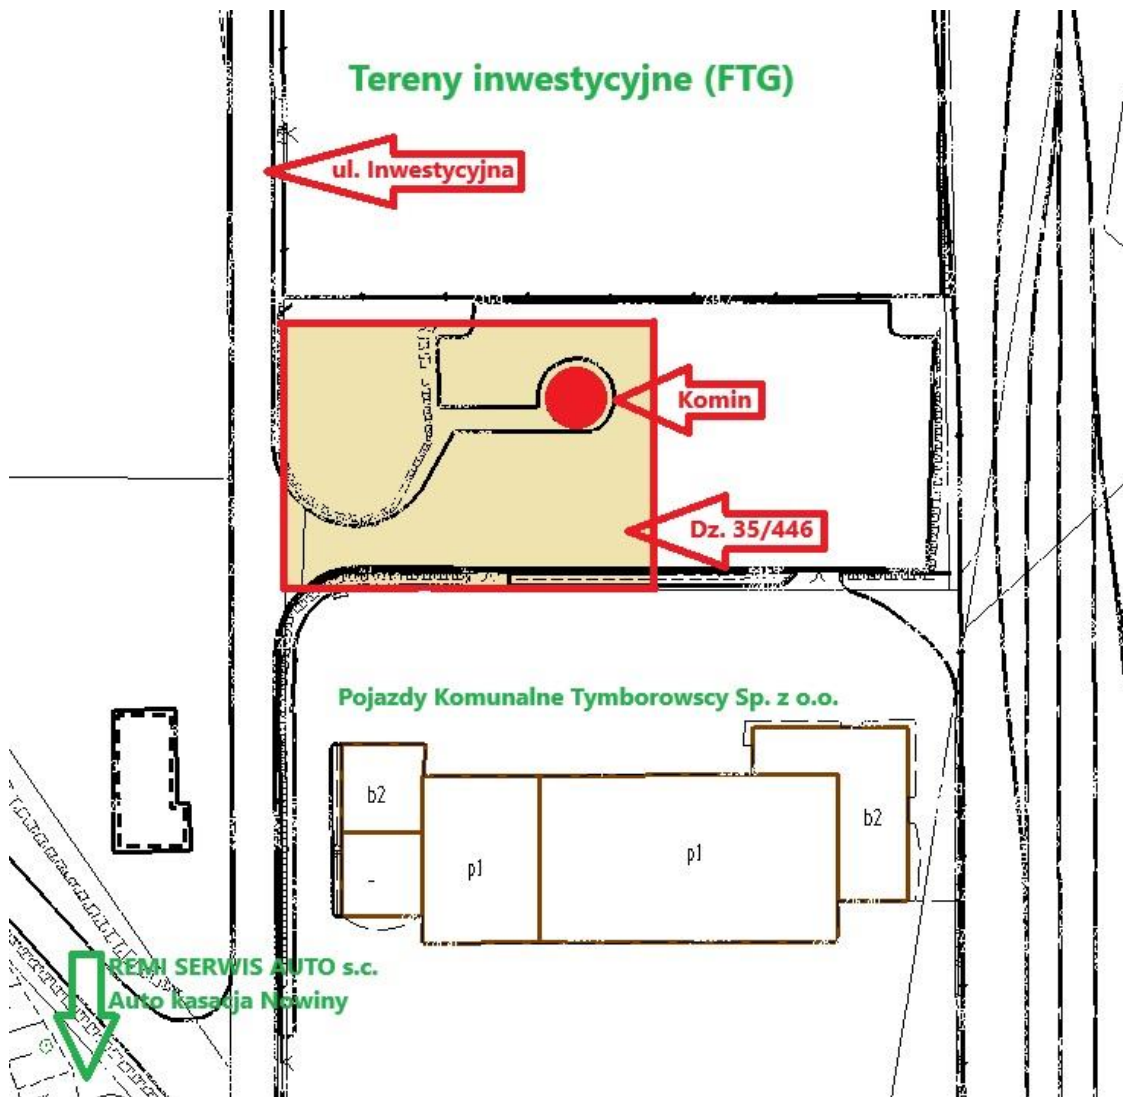 Tereny inwestycyjne (FTG)
ul. Inwestycyjna
Komin
Dz. 35/446
Pojazdy Komunalne Tymborowscy Sp. z o.o.
b2
b2
p1
p1
-
REMI SERWIS AUTO s.c.
Auto kasacja Nowiny